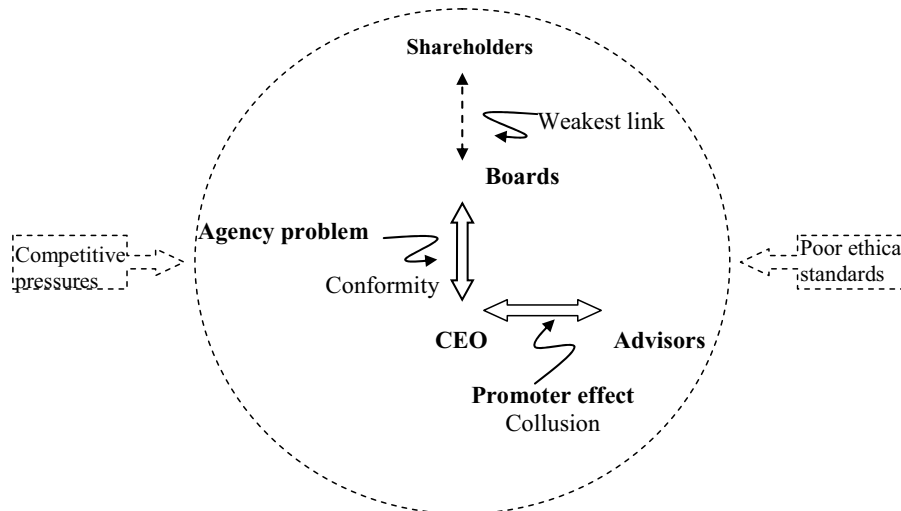 Shareholders
Weakest link
Boards
Agency problem
Conformity
Competitive
pressures
Poor ethica
standards
CEO
Advisors
Promoter effect
Collusion